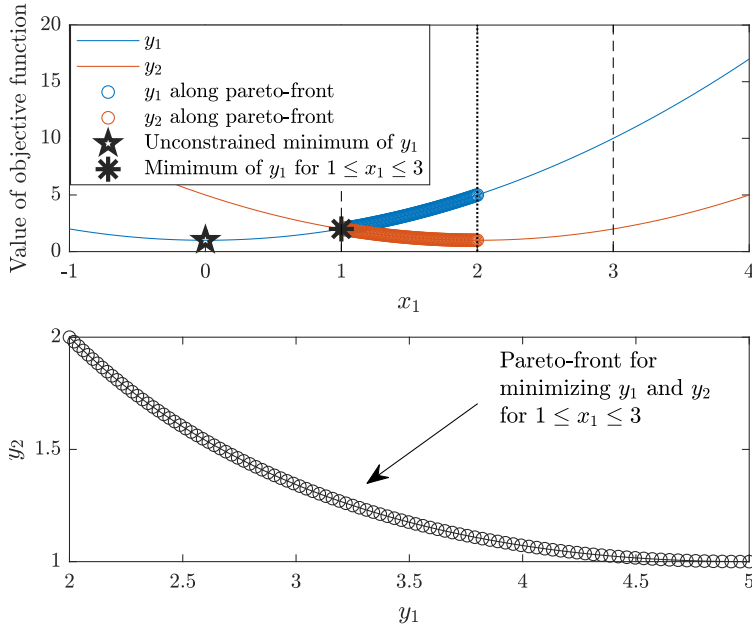 Value of objective function
20
15
10
5
0
y₁
y₂
y₁ along pareto-front
y₂ along pareto-front
Unconstrained minimum of y₁
Mimimum of y₁ for 1 ≤ x₁ ≤ 3
-1 0 1 2 3 4
x₁
y₂
2
1.5
1
Pareto-front for
minimizing y₁ and y₂
for 1 ≤ x₁ ≤ 3
2 2.5 3 3.5 4 4.5 5
y₁